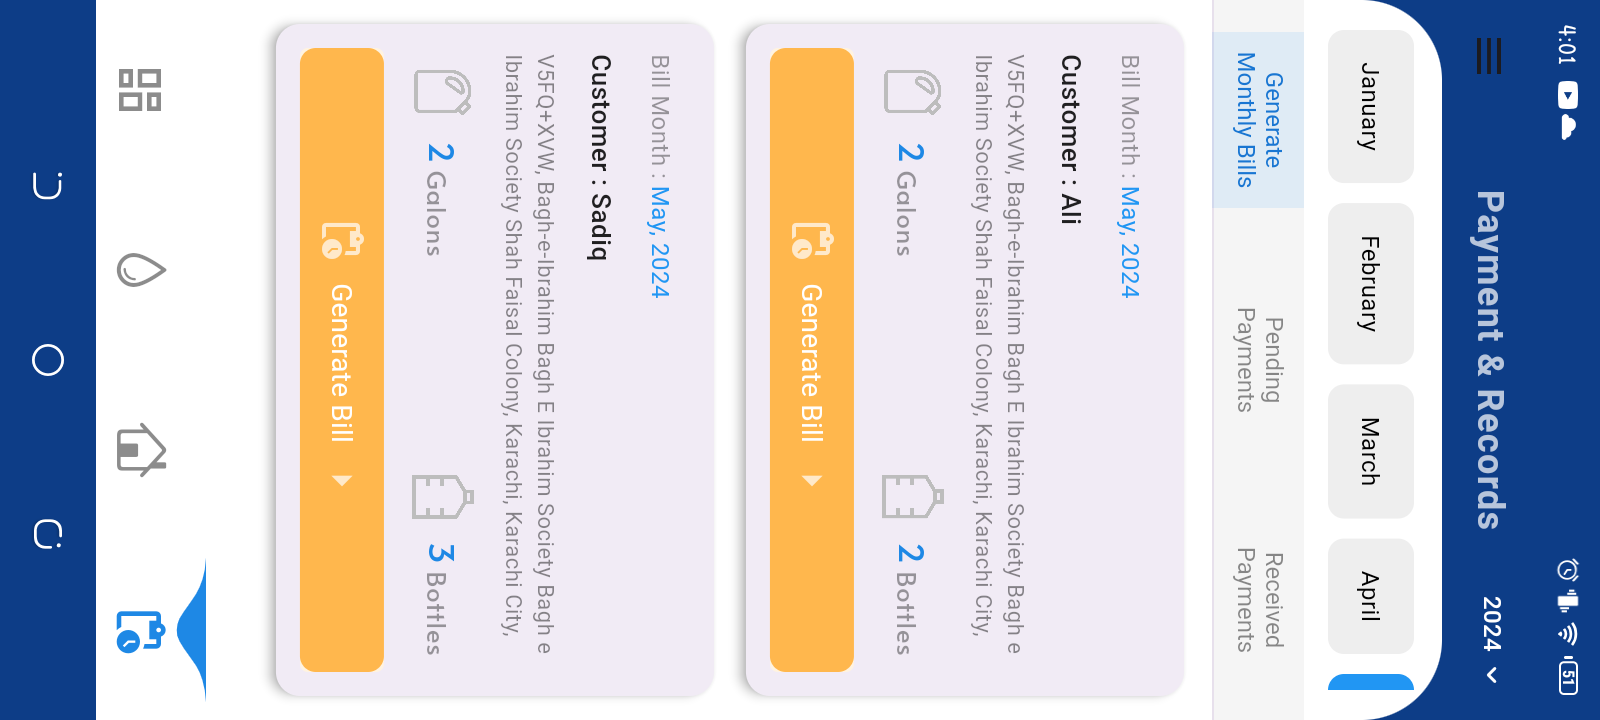 4:01
51
Payment & Records
2024
January
February
March
April
Generate
Monthly Bills
Pending
Payments
Received
Payments
Bill Month : May, 2024
Customer : Ali
V5FQ+XVW, Bagh-e-Ibrahim Bagh E Ibrahim Society Bagh e
Ibrahim Society Shah Faisal Colony, Karachi, Karachi City,
2 Galons
2 Bottles
Generate Bill
Bill Month : May, 2024
Customer : Sadiq
V5FQ+XVW, Bagh-e-Ibrahim Bagh E Ibrahim Society Bagh e
Ibrahim Society Shah Faisal Colony, Karachi, Karachi City,
2 Galons
3 Bottles
Generate Bill